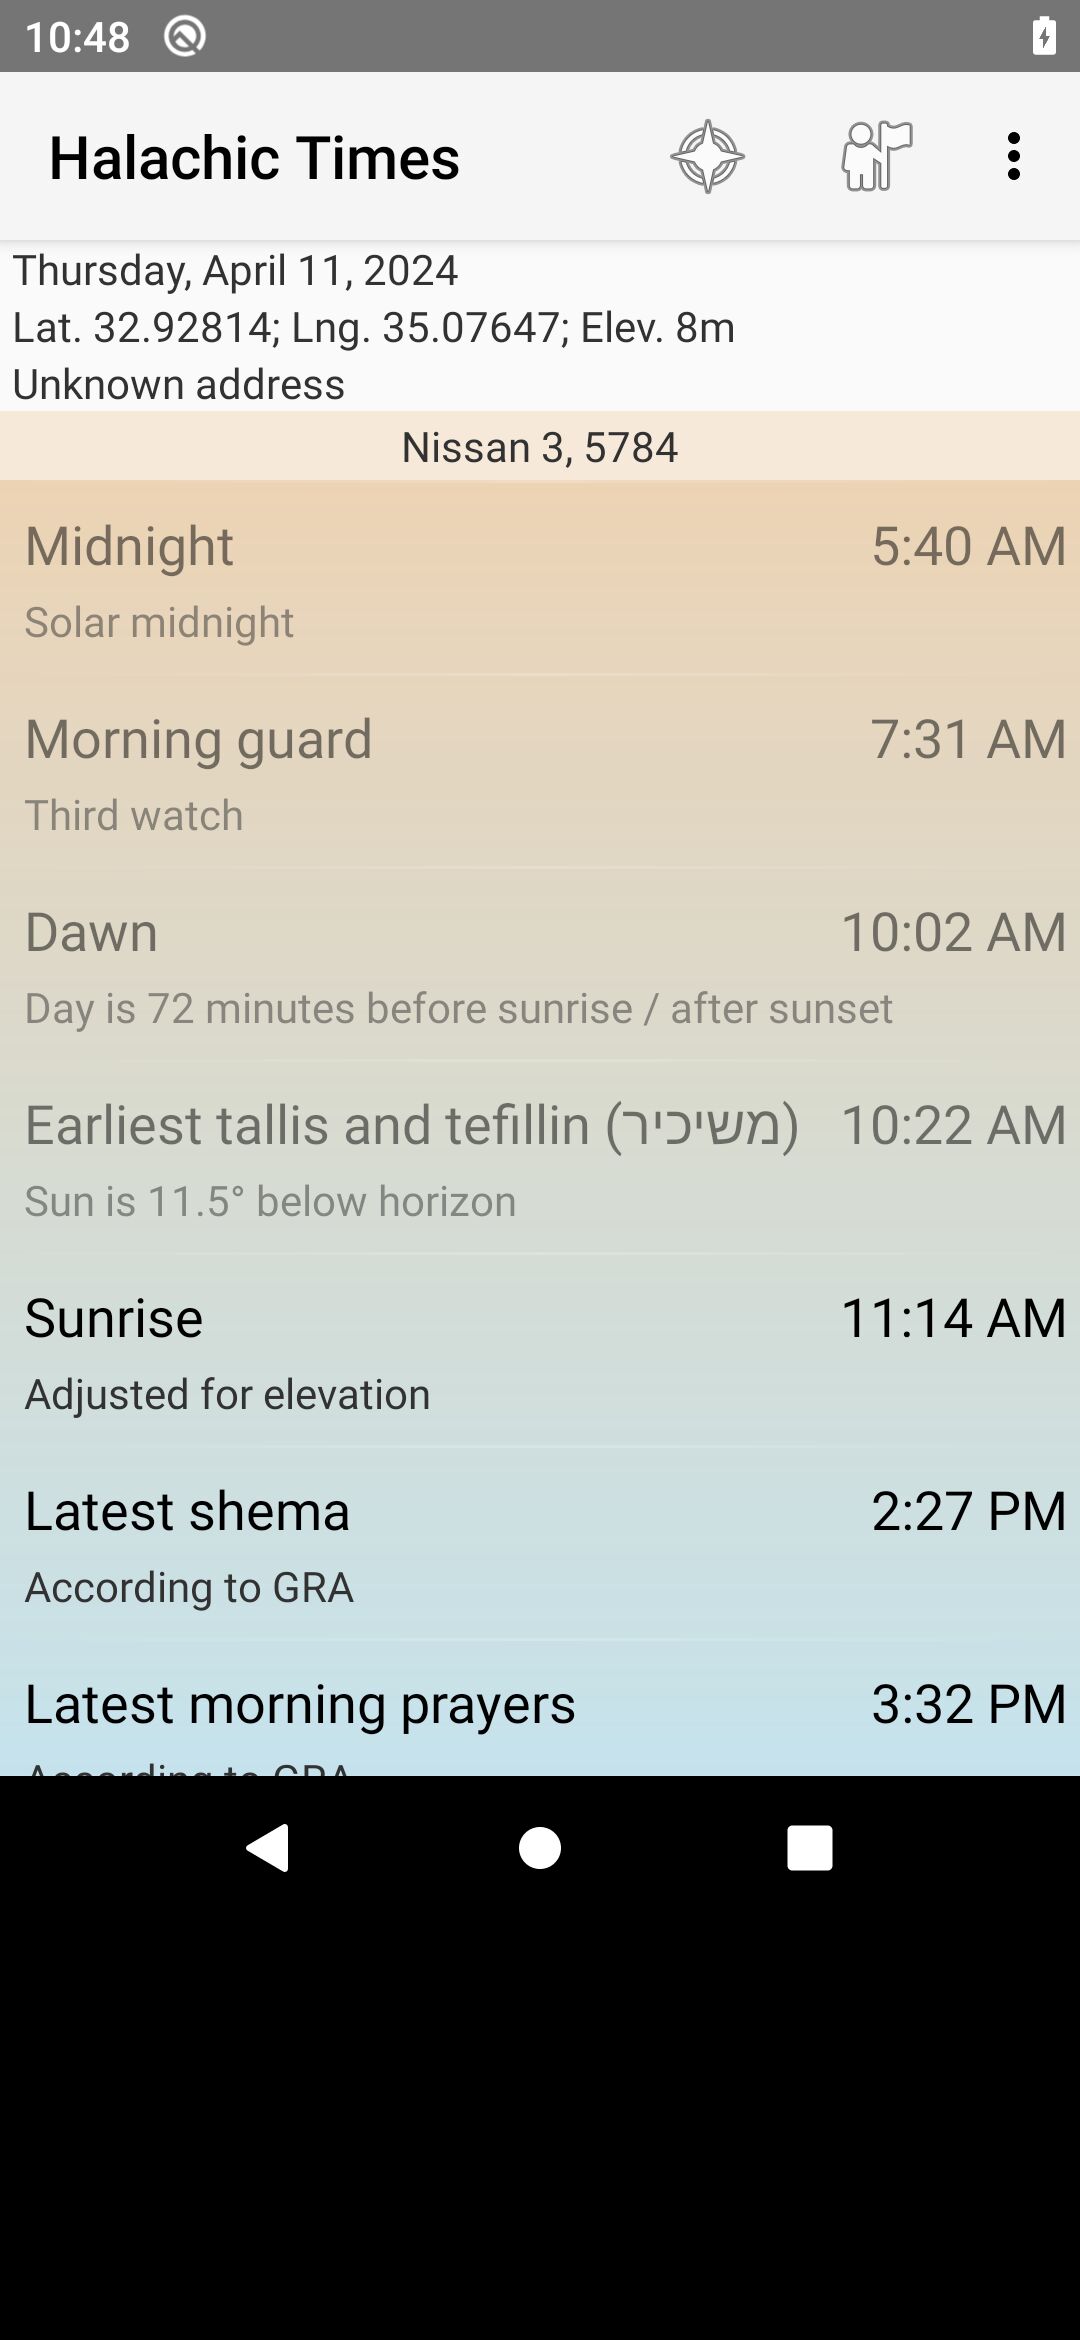 10:48
Halachic Times
Thursday, April 11, 2024
Lat. 32.92814; Lng. 35.07647; Elev. 8m
Unknown address
Nissan 3, 5784
Midnight 5:40 AM
Solar midnight
Morning guard 7:31 AM
Third watch
Dawn 10:02 AM
Day is 72 minutes before sunrise / after sunset
Earliest tallis and tefillin (משיכיר) 10:22 AM
Sun is 11.5° below horizon
Sunrise 11:14 AM
Adjusted for elevation
Latest shema 2:27 PM
According to GRA
Latest morning prayers 3:32 PM
According to GRA